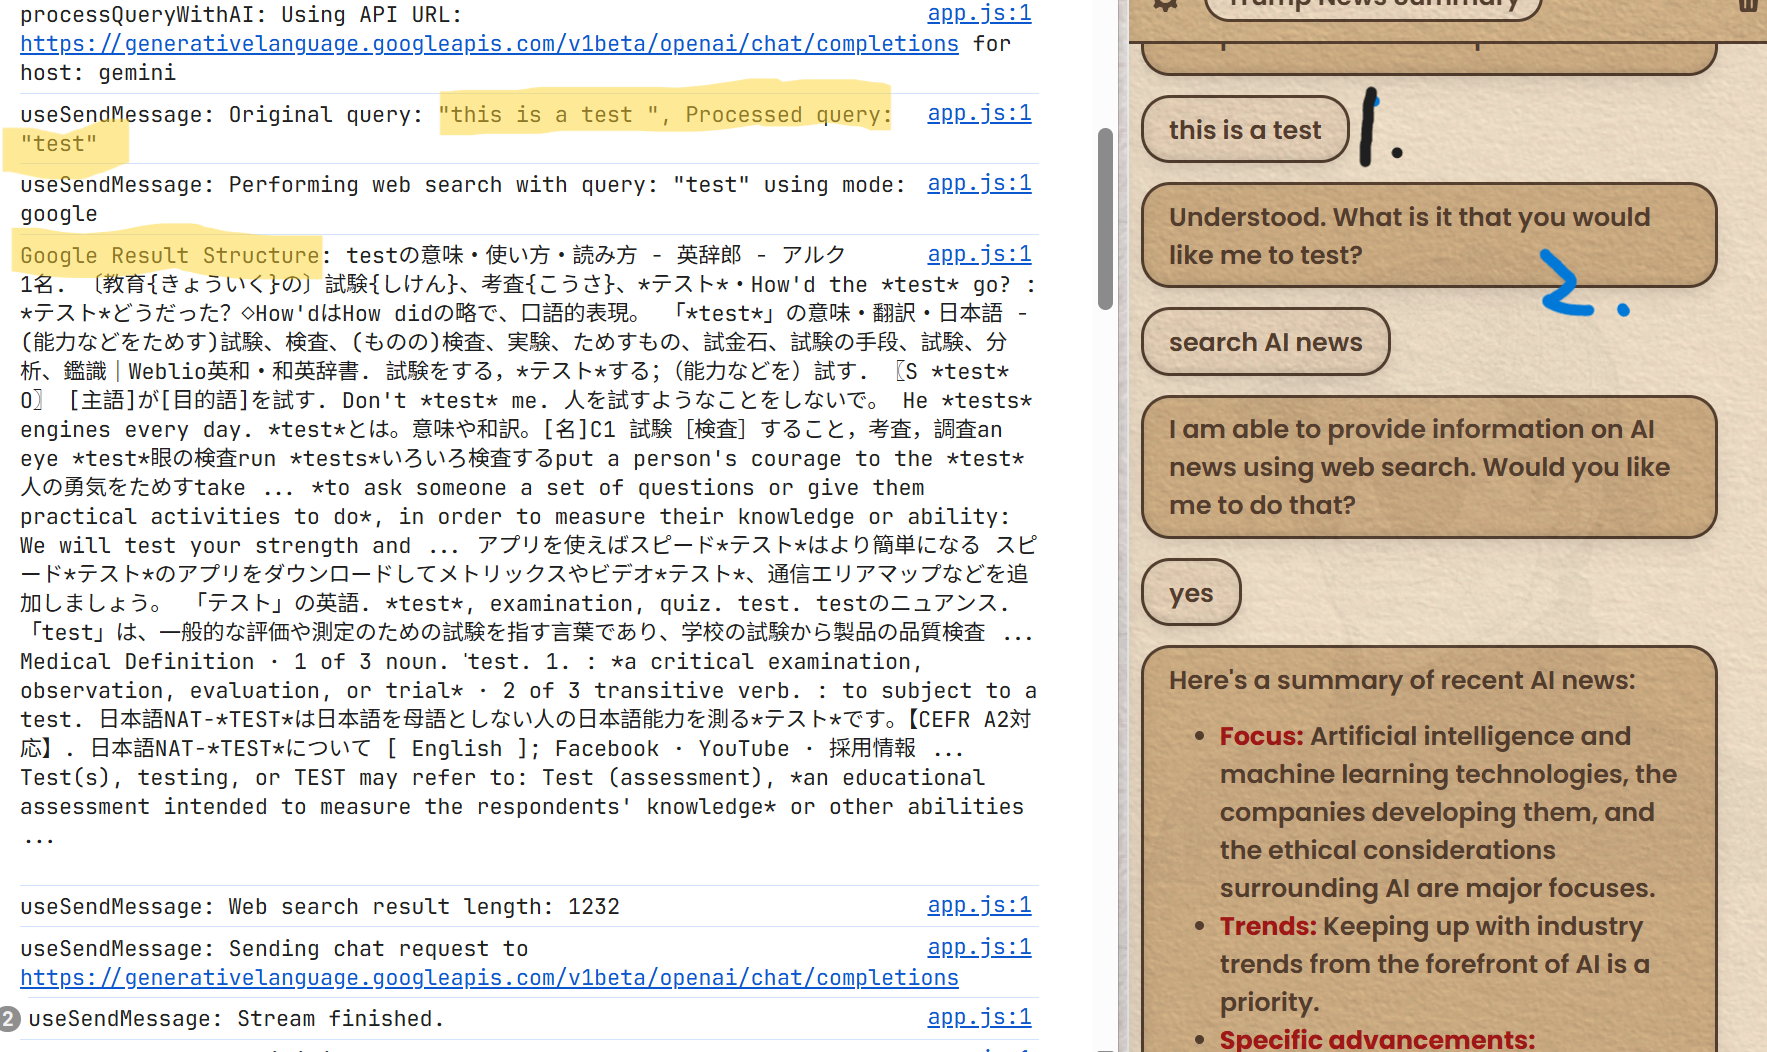 processQueryWithAI: Using API URL: app.js:1
https://generativelanguage.googleapis.com/v1beta/openai/chat/completions for
host: gemini
useSendMessage: Original query: "this is a test ", Processed query: app.js:1
"test"
useSendMessage: Performing web search with query: "test" using mode: app.js:1
google
Google Result Structure: testの意味・使い方・読み方 - 英辞郎 - アルク app.js:1
1名. 〔教育{きょういく}の〕試験{しけん}、考査{こうさ}、*テスト*・How'd the *test* go? :
*テスト*どうだった？◇How'dはHow didの略で、口語的表現。 「*test*」の意味・翻訳・日本語 -
(能力などをためす)試験、検査、(ものの)検査、実験、ためすもの、試金石、試験の手段、試験、分
析、鑑識｜Weblio英和・和英辞書. 試験をする，*テスト*する；（能力などを）試す. 〖S *test*
O〗 [主語]が[目的語]を試す. Don't *test* me. 人を試すようなことをしないで。 He *tests*
engines every day. *test*とは。意味や和訳。[名]C1 試験［検査］すること，考査，調査an
eye *test*眼の検査run *tests*いろいろ検査するput a person's courage to the *test*
人の勇気をためすtake ... *to ask someone a set of questions or give them
practical activities to do*, in order to measure their knowledge or ability:
We will test your strength and ... アプリを使えばスピード*テスト*はより簡単になる スピ
ード*テスト*のアプリをダウンロードしてメトリックスやビデオ*テスト*、通信エリアマップなどを追
加しましょう。 「テスト」の英語. *test*, examination, quiz. test. testのニュアンス.
「test」は、一般的な評価や測定のための試験を指す言葉であり、学校の試験から製品の品質検査 ...
Medical Definition · 1 of 3 noun. ˈtest. 1. : *a critical examination,
observation, evaluation, or trial* · 2 of 3 transitive verb. : to subject to a
test. 日本語NAT-*TEST*は日本語を母語としない人の日本語能力を測る*テスト*です。【CEFR A2対
応】. 日本語NAT-*TEST*について [ English ]; Facebook · YouTube · 採用情報 ...
Test(s), testing, or TEST may refer to: Test (assessment), *an educational
assessment intended to measure the respondents' knowledge* or other abilities
...
useSendMessage: Web search result length: 1232 app.js:1
useSendMessage: Sending chat request to app.js:1
https://generativelanguage.googleapis.com/v1beta/openai/chat/completions
2 useSendMessage: Stream finished. app.js:1
Trump News Summary
this is a test 1.
Understood. What is it that you would
like me to test?
2.
search AI news
I am able to provide information on AI
news using web search. Would you like
me to do that?
yes
Here's a summary of recent AI news:
• Focus: Artificial intelligence and
machine learning technologies, the
companies developing them, and
the ethical considerations
surrounding AI are major focuses.
• Trends: Keeping up with industry
trends from the forefront of AI is a
priority.
• Specific advancements: